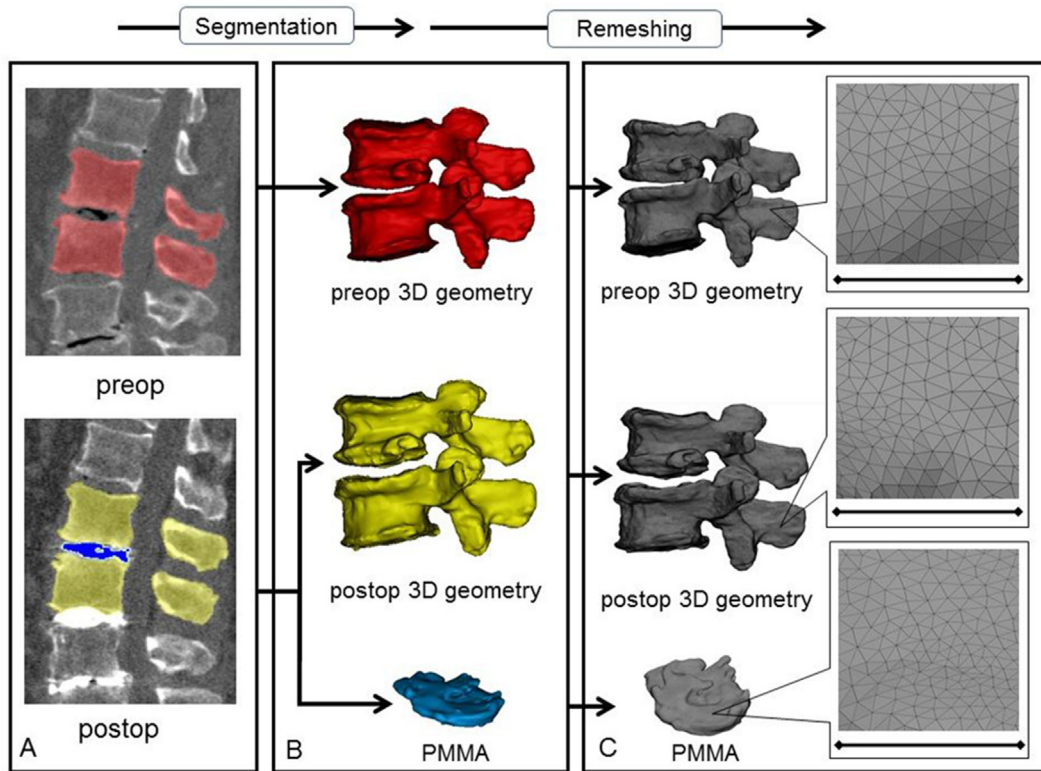 Segmentation
Remeshing
preop
postop
A
preop 3D geometry
postop 3D geometry
PMMA
B
preop 3D geometry
postop 3D geometry
PMMA
C